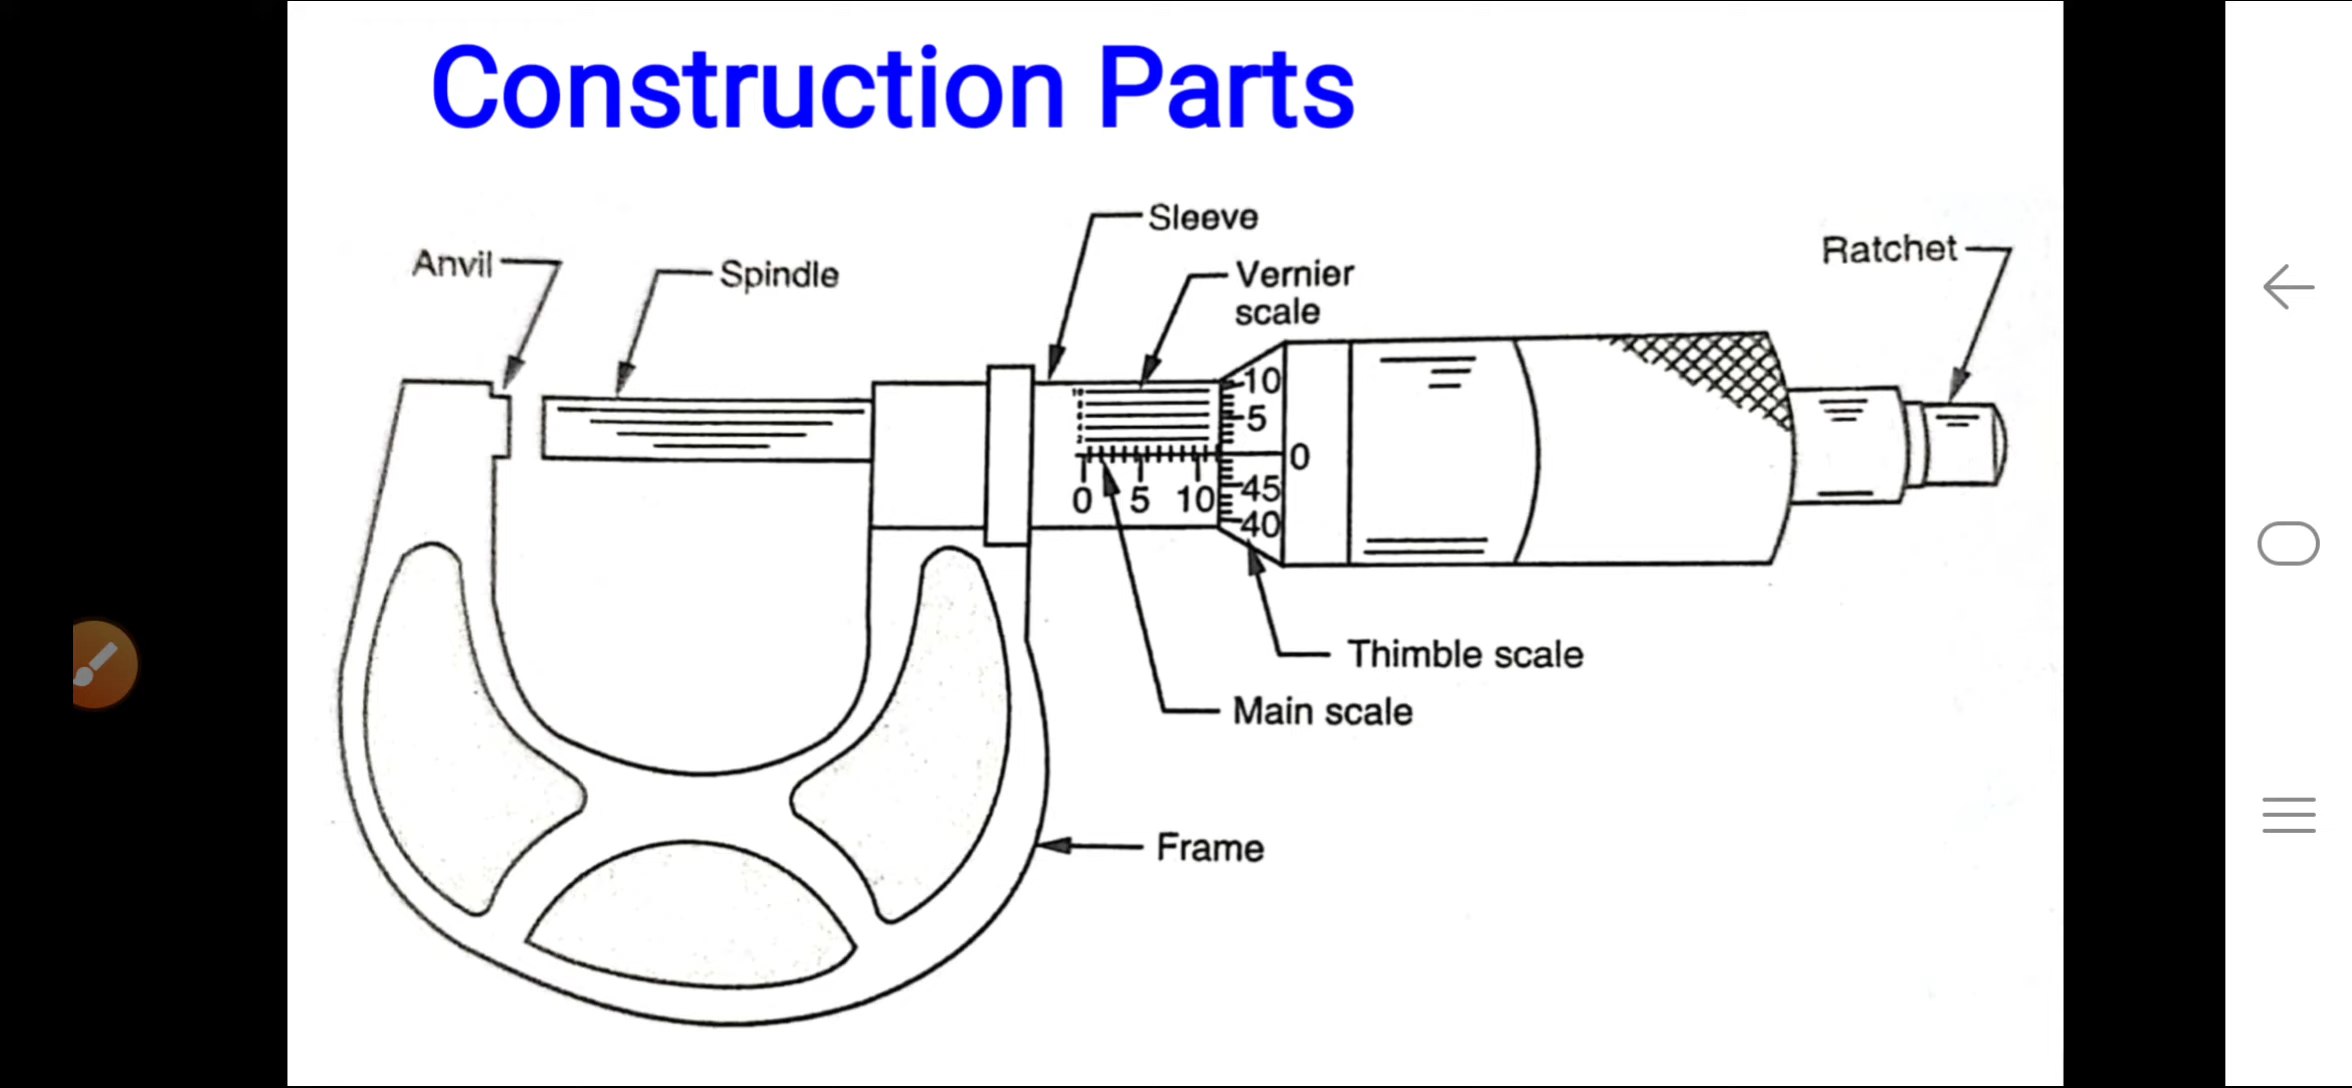 Construction Parts
Sleeve
Anvil
Spindle
Vernier
scale
Ratchet
10
5
0
0 5 10
45
40
Thimble scale
Main scale
Frame